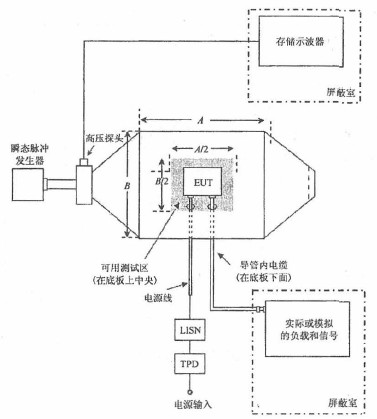 存储示波器
屏蔽室
高压探头
瞬态脉冲
发生器
A
A/2
B
B/2
EUT
可用测试区
(在底板上中央)
导管内电缆
(在底板下面)
电源线
LISN
TPD
电源输入
实际或模拟
的负载和信号
屏蔽室